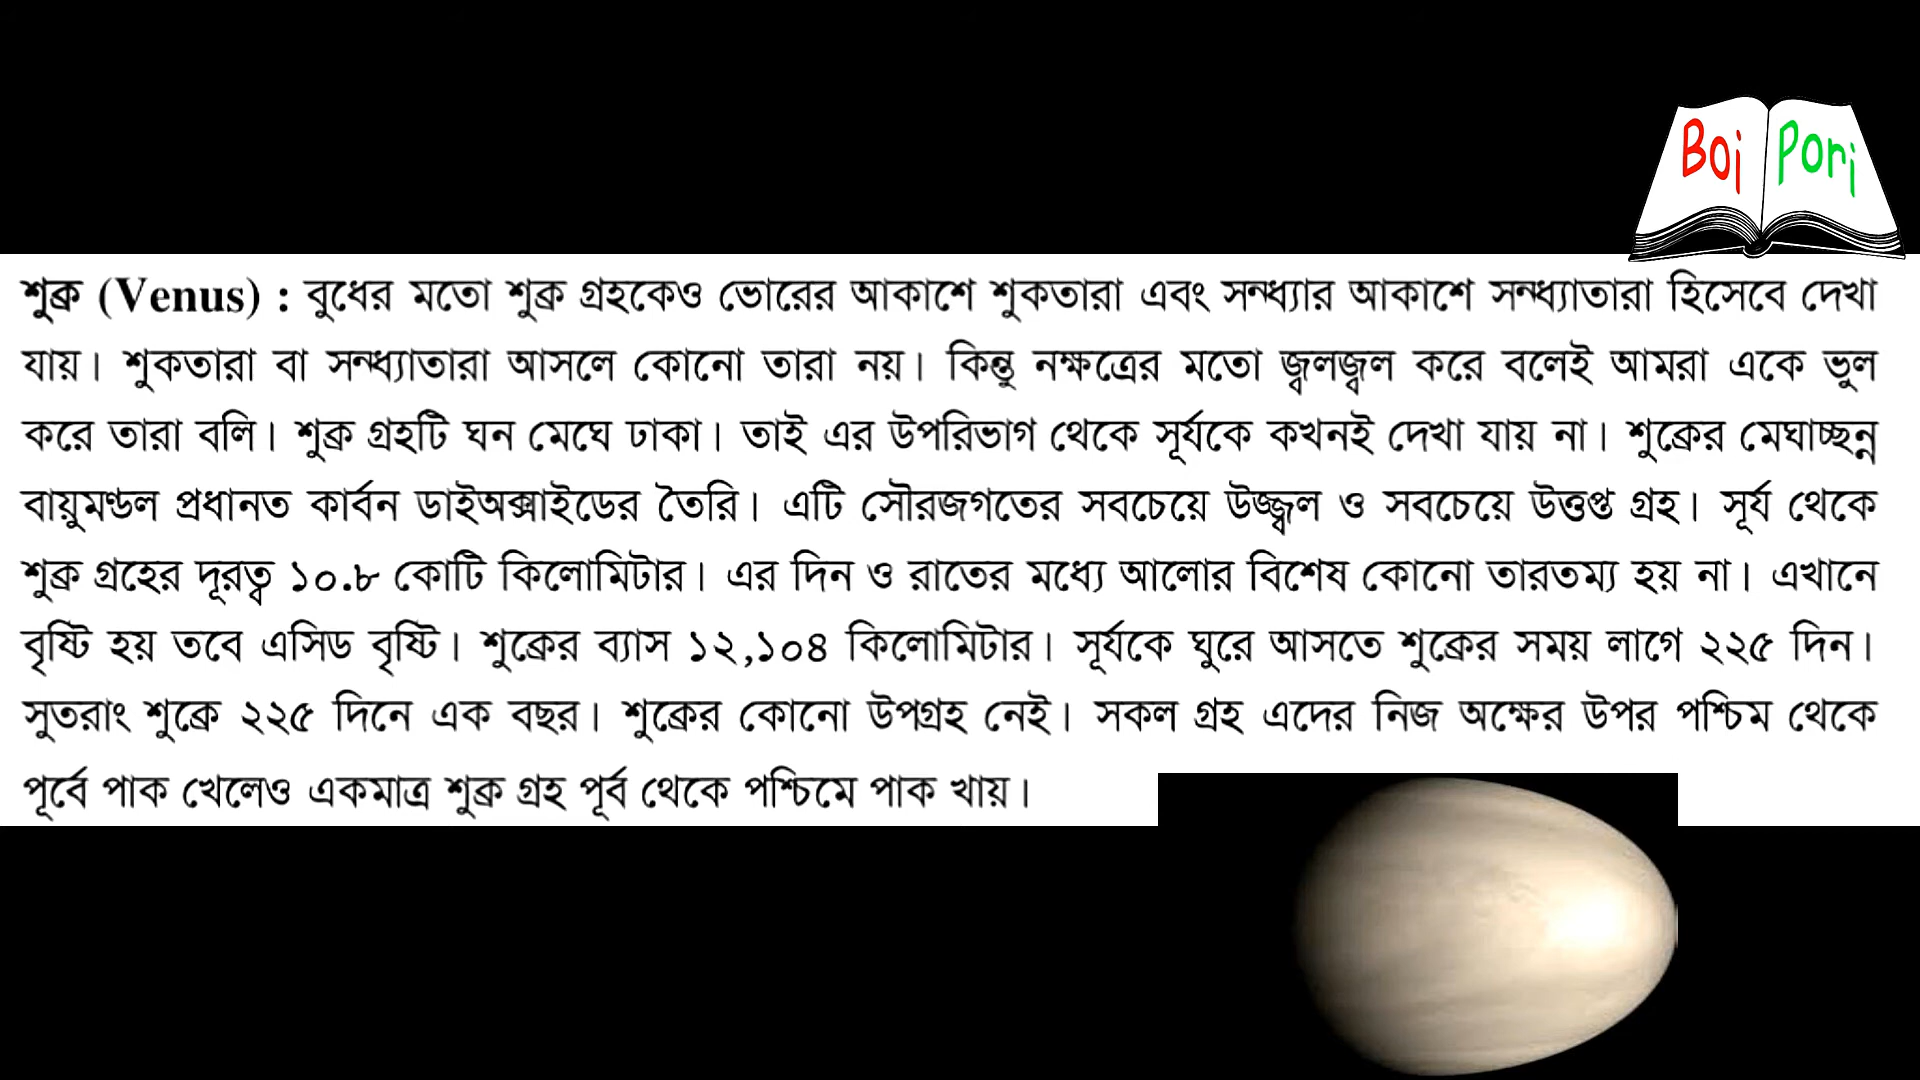 Boi Pori
শুক্র (Venus) : বুধের মতো শুক্র গ্রহকেও ভোরের আকাশে শুকতারা এবং সন্ধ্যার আকাশে সন্ধ্যাতারা হিসেবে দেখা
যায়। শুকতারা বা সন্ধ্যাতারা আসলে কোনো তারা নয়। কিন্তু নক্ষত্রের মতো জ্বলজ্বল করে বলেই আমরা একে ভুল
করে তারা বলি। শুক্র গ্রহটি ঘন মেঘে ঢাকা। তাই এর উপরিভাগ থেকে সূর্যকে কখনই দেখা যায় না। শুক্রের মেঘাচ্ছন্ন
বায়ুমণ্ডল প্রধানত কার্বন ডাইঅক্সাইডের তৈরি। এটি সৌরজগতের সবচেয়ে উজ্জ্বল ও সবচেয়ে উত্তপ্ত গ্রহ। সূর্য থেকে
শুক্র গ্রহের দূরত্ব ১০.৮ কোটি কিলোমিটার। এর দিন ও রাতের মধ্যে আলোর বিশেষ কোনো তারতম্য হয় না। এখানে
বৃষ্টি হয় তবে এসিড বৃষ্টি। শুক্রের ব্যাস ১২,১০৪ কিলোমিটার। সূর্যকে ঘুরে আসতে শুক্রের সময় লাগে ২২৫ দিন।
সুতরাং শুক্রে ২২৫ দিনে এক বছর। শুক্রের কোনো উপগ্রহ নেই। সকল গ্রহ এদের নিজ অক্ষের উপর পশ্চিম থেকে
পূর্বে পাক খেলেও একমাত্র শুক্র গ্রহ পূর্ব থেকে পশ্চিমে পাক খায়।